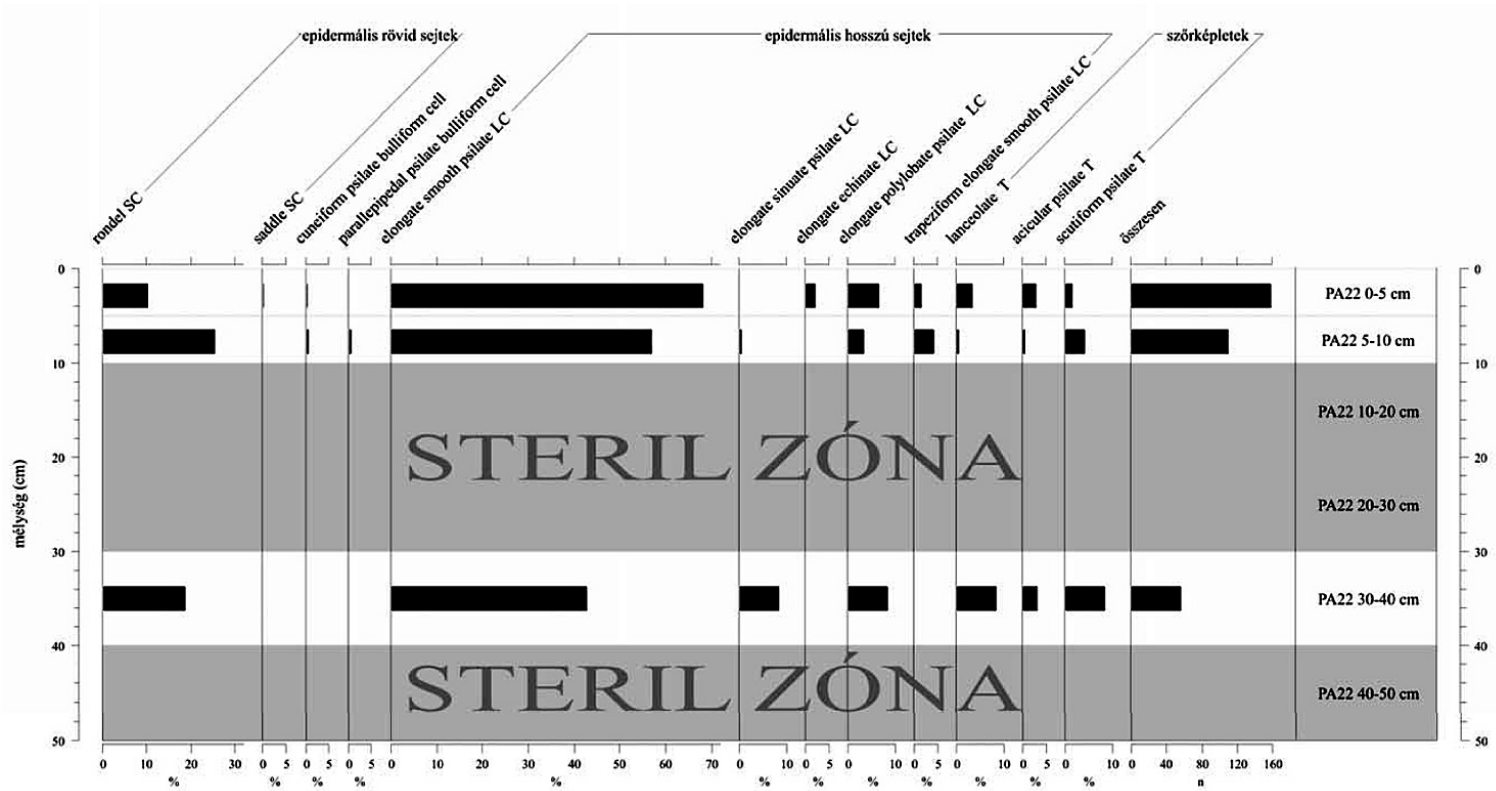 epidermális rövid sejtek
epidermális hosszú sejtek
szőrképletek
rondel SC
saddle SC
cuneiform psilate bulliform cell
parallepipedal psilate bulliform cell
elongate smooth psilate LC
elongate sinuate psilate LC
elongate echinate LC
elongate polylobate psilate LC
trapeziform elongate smooth psilate LC
lanceolate T
acicular psilate T
scutiform psilate T
összesen
mélység (cm)
0 0
PA22 0-5 cm
PA22 5-10 cm
10 10
PA22 10-20 cm
STERIL ZÓNA
20 20
PA22 20-30 cm
30 30
PA22 30-40 cm
40 40
STERIL ZÓNA
PA22 40-50 cm
50 50
0 10 20 30 0 5 0 5 0 5 0 10 20 30 40 50 60 70 0 10 0 5 0 10 0 5 0 10 0 5 0 10 0 40 80 120 160
% % % % % % % % % % % % n